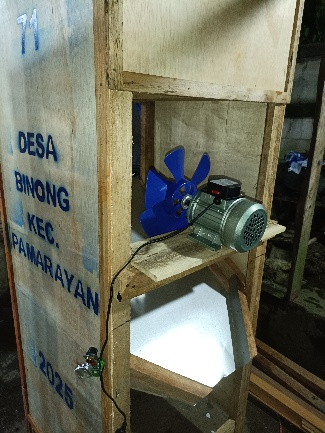 71
DESA
BINONG
KEC.
PAMARAYAN
2025